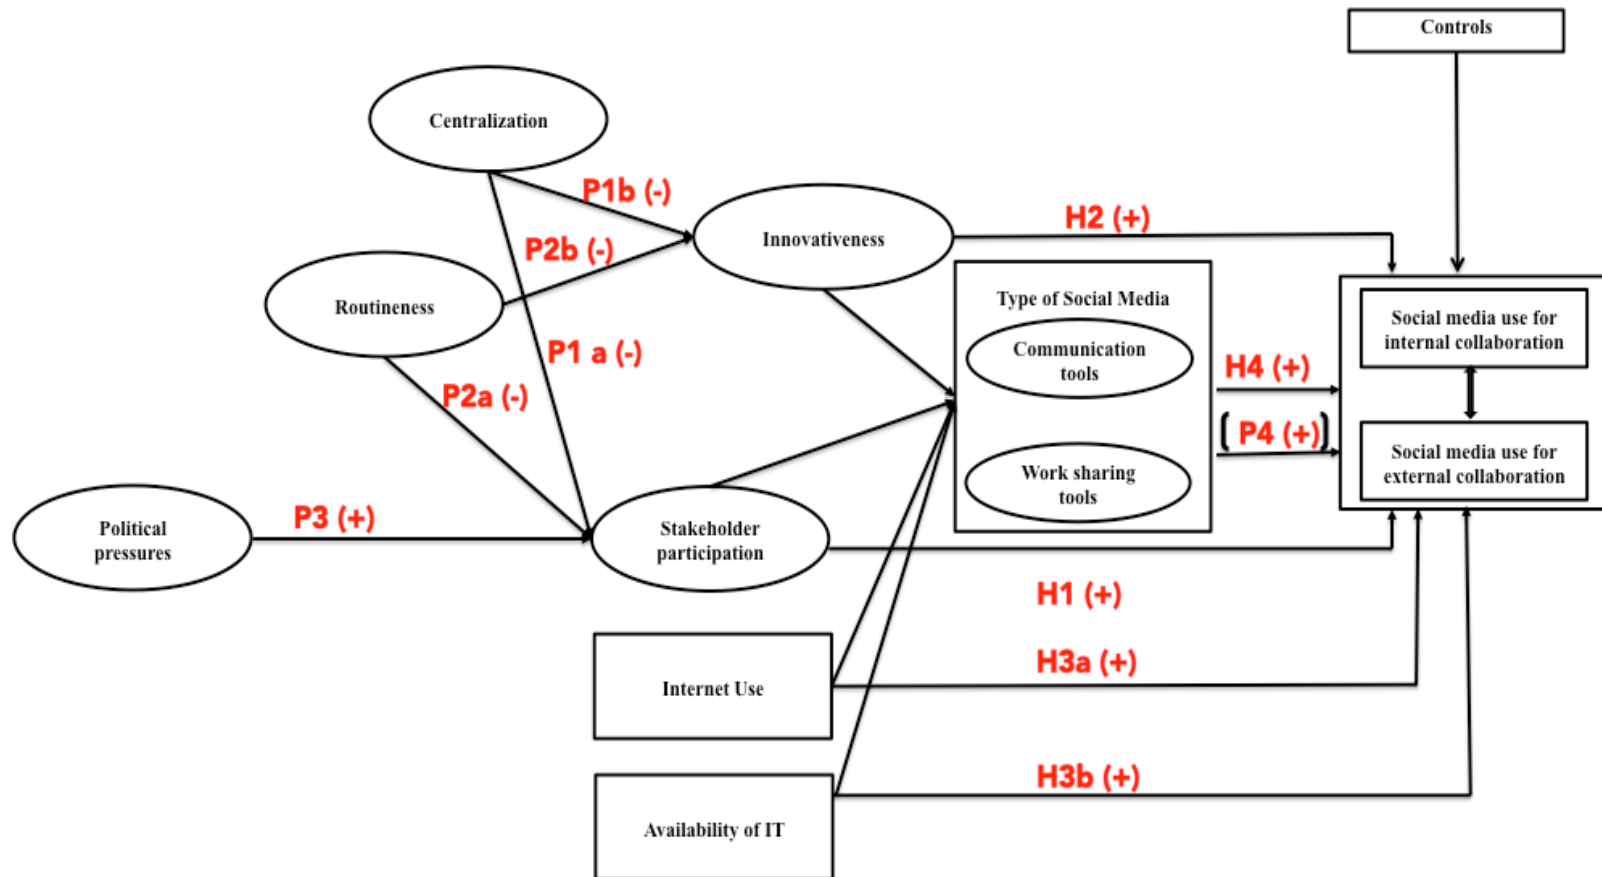 Controls
Centralization
P1b (-)
H2 (+)
Innovativeness
P2b (-)
Routineness
Type of Social Media
Social media use for
internal collaboration
Communication
tools
P1 a (-)
H4 (+)
P2a (-)
[ P4 (+)]
Social media use for
external collaboration
Work sharing
tools
P3 (+)
Political
pressures
Stakeholder
participation
H1 (+)
H3a (+)
Internet Use
H3b (+)
Availability of IT